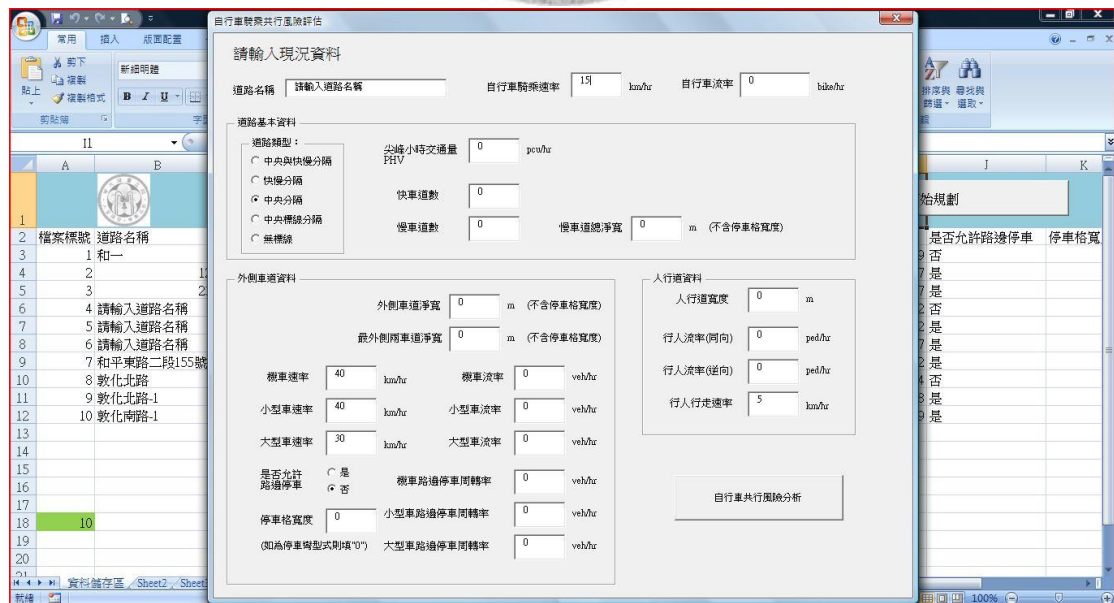 自行車騎乘共行風險評估
常用 插入 版面配置
剪下
複製
貼上
複製格式
剪貼簿
新細明體
B I U
排序與篩選
尋找與選取
I1
A B J K
請輸入現況資料
道路名稱 請輸入道路名稱 自行車騎乘速率 15 km/hr 自行車流率 0 bike/hr
道路基本資料
道路類型：
中央與快慢分隔
快慢分隔
中央分隔
中央標線分隔
無標線
尖峰小時交通量
PHV 0 pcu/hr
快車道數 0
慢車道數 0 慢車道總淨寬 0 m (不含停車格寬度)
外側車道資料
外側車道淨寬 0 m (不含停車格寬度)
最外側兩車道淨寬 0 m (不含停車格寬度)
機車速率 40 km/hr 機車流率 0 veh/hr
小型車速率 40 km/hr 小型車流率 0 veh/hr
大型車速率 30 km/hr 大型車流率 0 veh/hr
是否允許
路邊停車
是
否
機車路邊停車周轉率 0 veh/hr
停車格寬度 0 小型車路邊停車周轉率 0 veh/hr
(如為停車彎型式則填"0") 大型車路邊停車周轉率 0 veh/hr
人行道資料
人行道寬度 0 m
行人流率(同向) 0 ped/hr
行人流率(逆向) 0 ped/hr
行人行走速率 5 km/hr
自行車共行風險分析
始規劃
1
2 檔案標號 道路名稱 是否允許路邊停車 停車格寬
3 1 和一 9 否
4 2 12 7 是
5 3 2 7 是
6 4 請輸入道路名稱 2 否
7 5 請輸入道路名稱 2 是
8 6 請輸入道路名稱 7 是
9 7 和平東路二段155號 2 是
10 8 敦化北路 4 否
11 9 敦化北路-1 8 是
12 10 敦化南路-1 9 是
13
14
15
16
17
18 10
19
20
21
資料儲存區 Sheet2 Sheet
就緒 100%